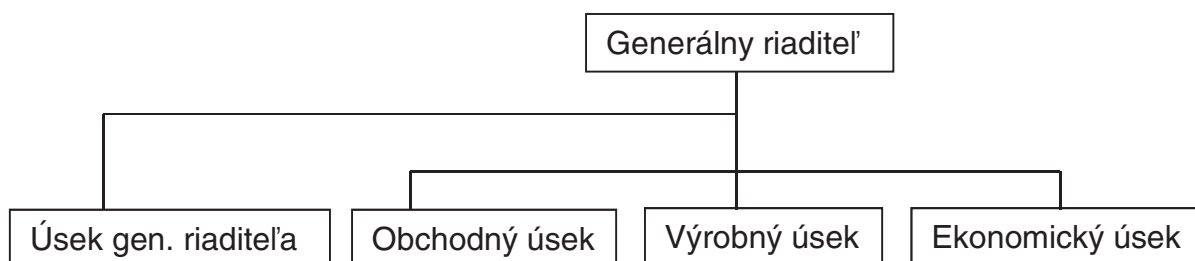 Generálny riaditeľ
Úsek gen. riaditeľa
Obchodný úsek
Výrobný úsek
Ekonomický úsek